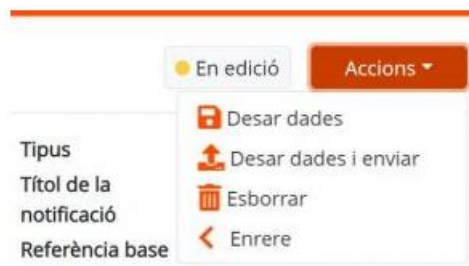 En edició
Accions
Desar dades
Desar dades i enviar
Esborrar
Enrere
Tipus
Títol de la
notificació
Referència base